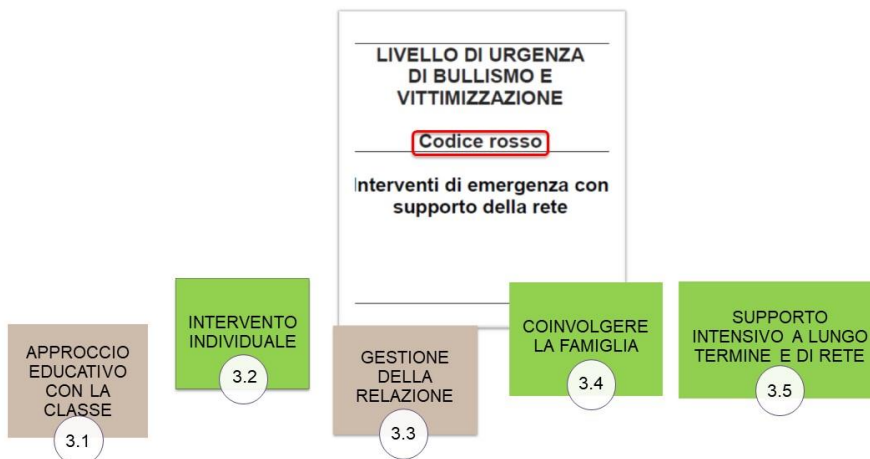 LIVELLO DI URGENZA
DI BULLISMO E
VITTIMIZZAZIONE
Codice rosso
Interventi di emergenza con
supporto della rete
APPROCCIO
EDUCATIVO
CON LA
CLASSE
3.1
INTERVENTO
INDIVIDUALE
3.2
GESTIONE
DELLA
RELAZIONE
3.3
COINVOLGERE
LA FAMIGLIA
3.4
SUPPORTO
INTENSIVO A LUNGO
TERMINE E DI RETE
3.5